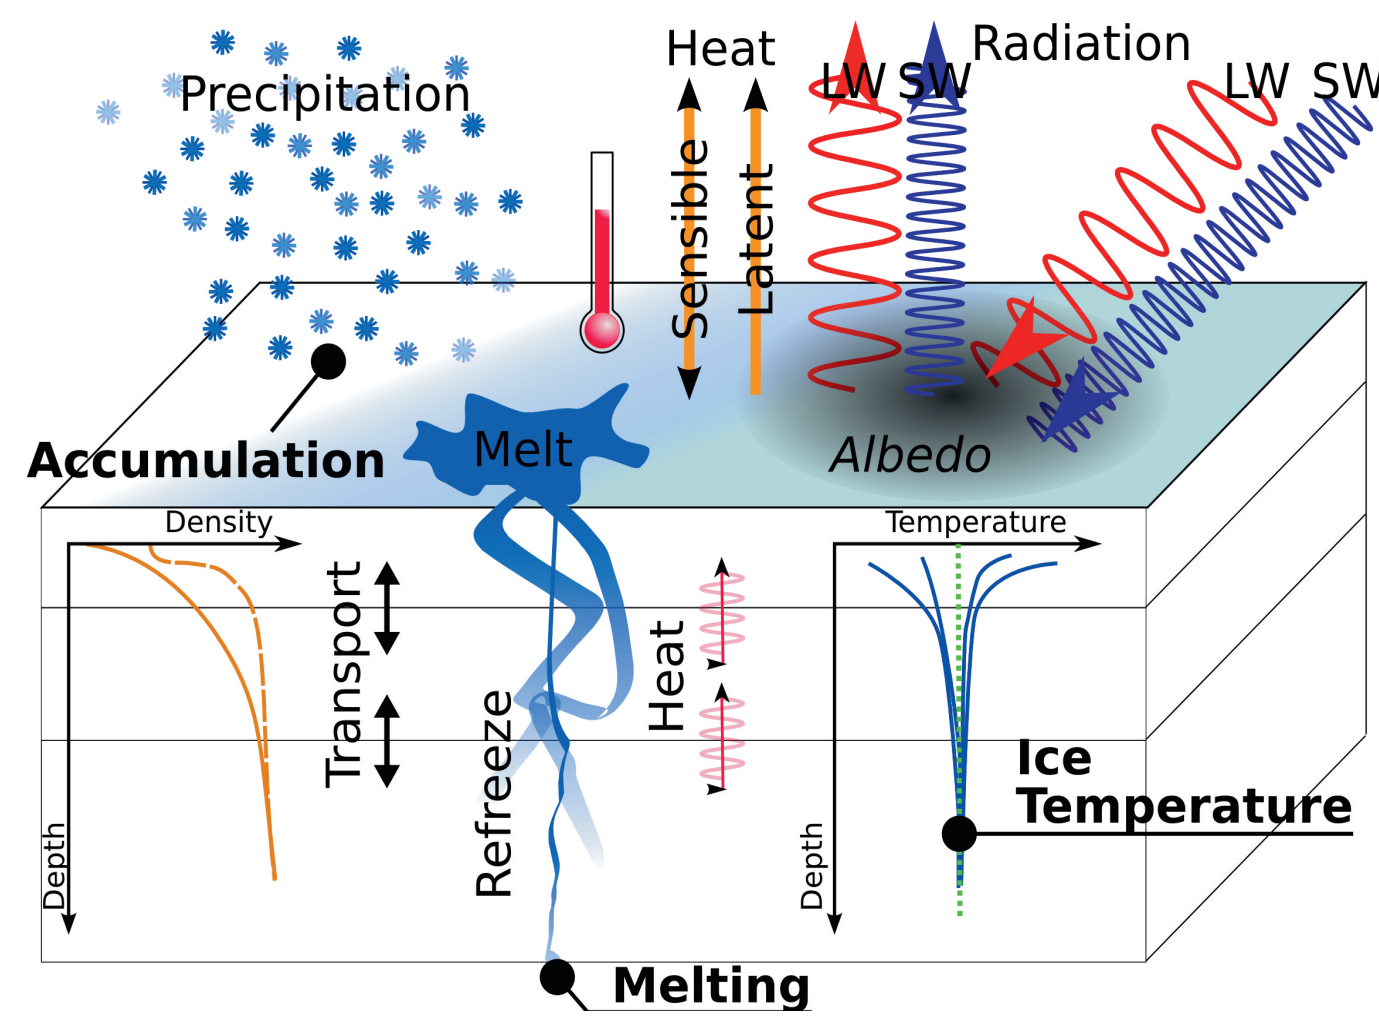 Precipitation
Heat
Radiation
LW SW
LW SW
Sensible
Latent
Accumulation
Melt
Albedo
Density
Temperature
Transport
Refreeze
Heat
Depth
Depth
Ice
Temperature
Melting